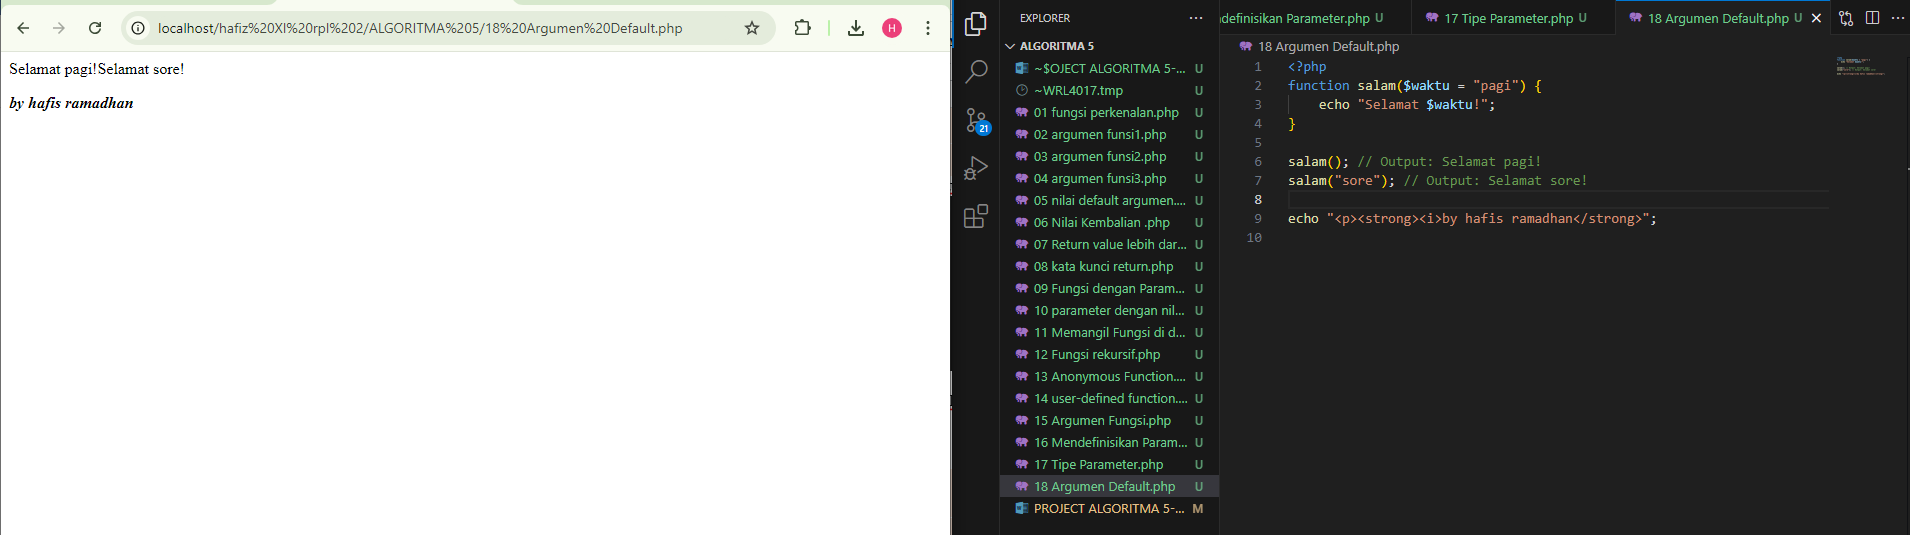 localhost/hafiz%20XI%20rpl%202/ALGORITMA%205/18%20Argumen%20Default.php
H
Selamat pagi!Selamat sore!
by hafis ramadhan
21
EXPLORER
ALGORITMA 5
~$OJECT ALGORITMA 5-... U
~WRL4017.tmp U
01 fungsi perkenalan.php U
02 argumen funsi1.php U
03 argumen funsi2.php U
04 argumen funsi3.php U
05 nilai default argumen.... U
06 Nilai Kembalian .php U
07 Return value lebih dar... U
08 kata kunci return.php U
09 Fungsi dengan Param... U
10 parameter dengan nil... U
11 Memangil Fungsi di d... U
12 Fungsi rekursif.php U
13 Anonymous Function.... U
14 user-defined function.... U
15 Argumen Fungsi.php U
16 Mendefinisikan Param... U
17 Tipe Parameter.php U
18 Argumen Default.php U
PROJECT ALGORITMA 5-... M
definisikan Parameter.php U
17 Tipe Parameter.php U
18 Argumen Default.php U
18 Argumen Default.php
1 <?php
2 function salam($waktu = "pagi") {
3 echo "Selamat $waktu!";
4 }
5
6 salam(); // Output: Selamat pagi!
7 salam("sore"); // Output: Selamat sore!
8
9 echo "<p><strong><i>by hafis ramadhan</strong>";
10